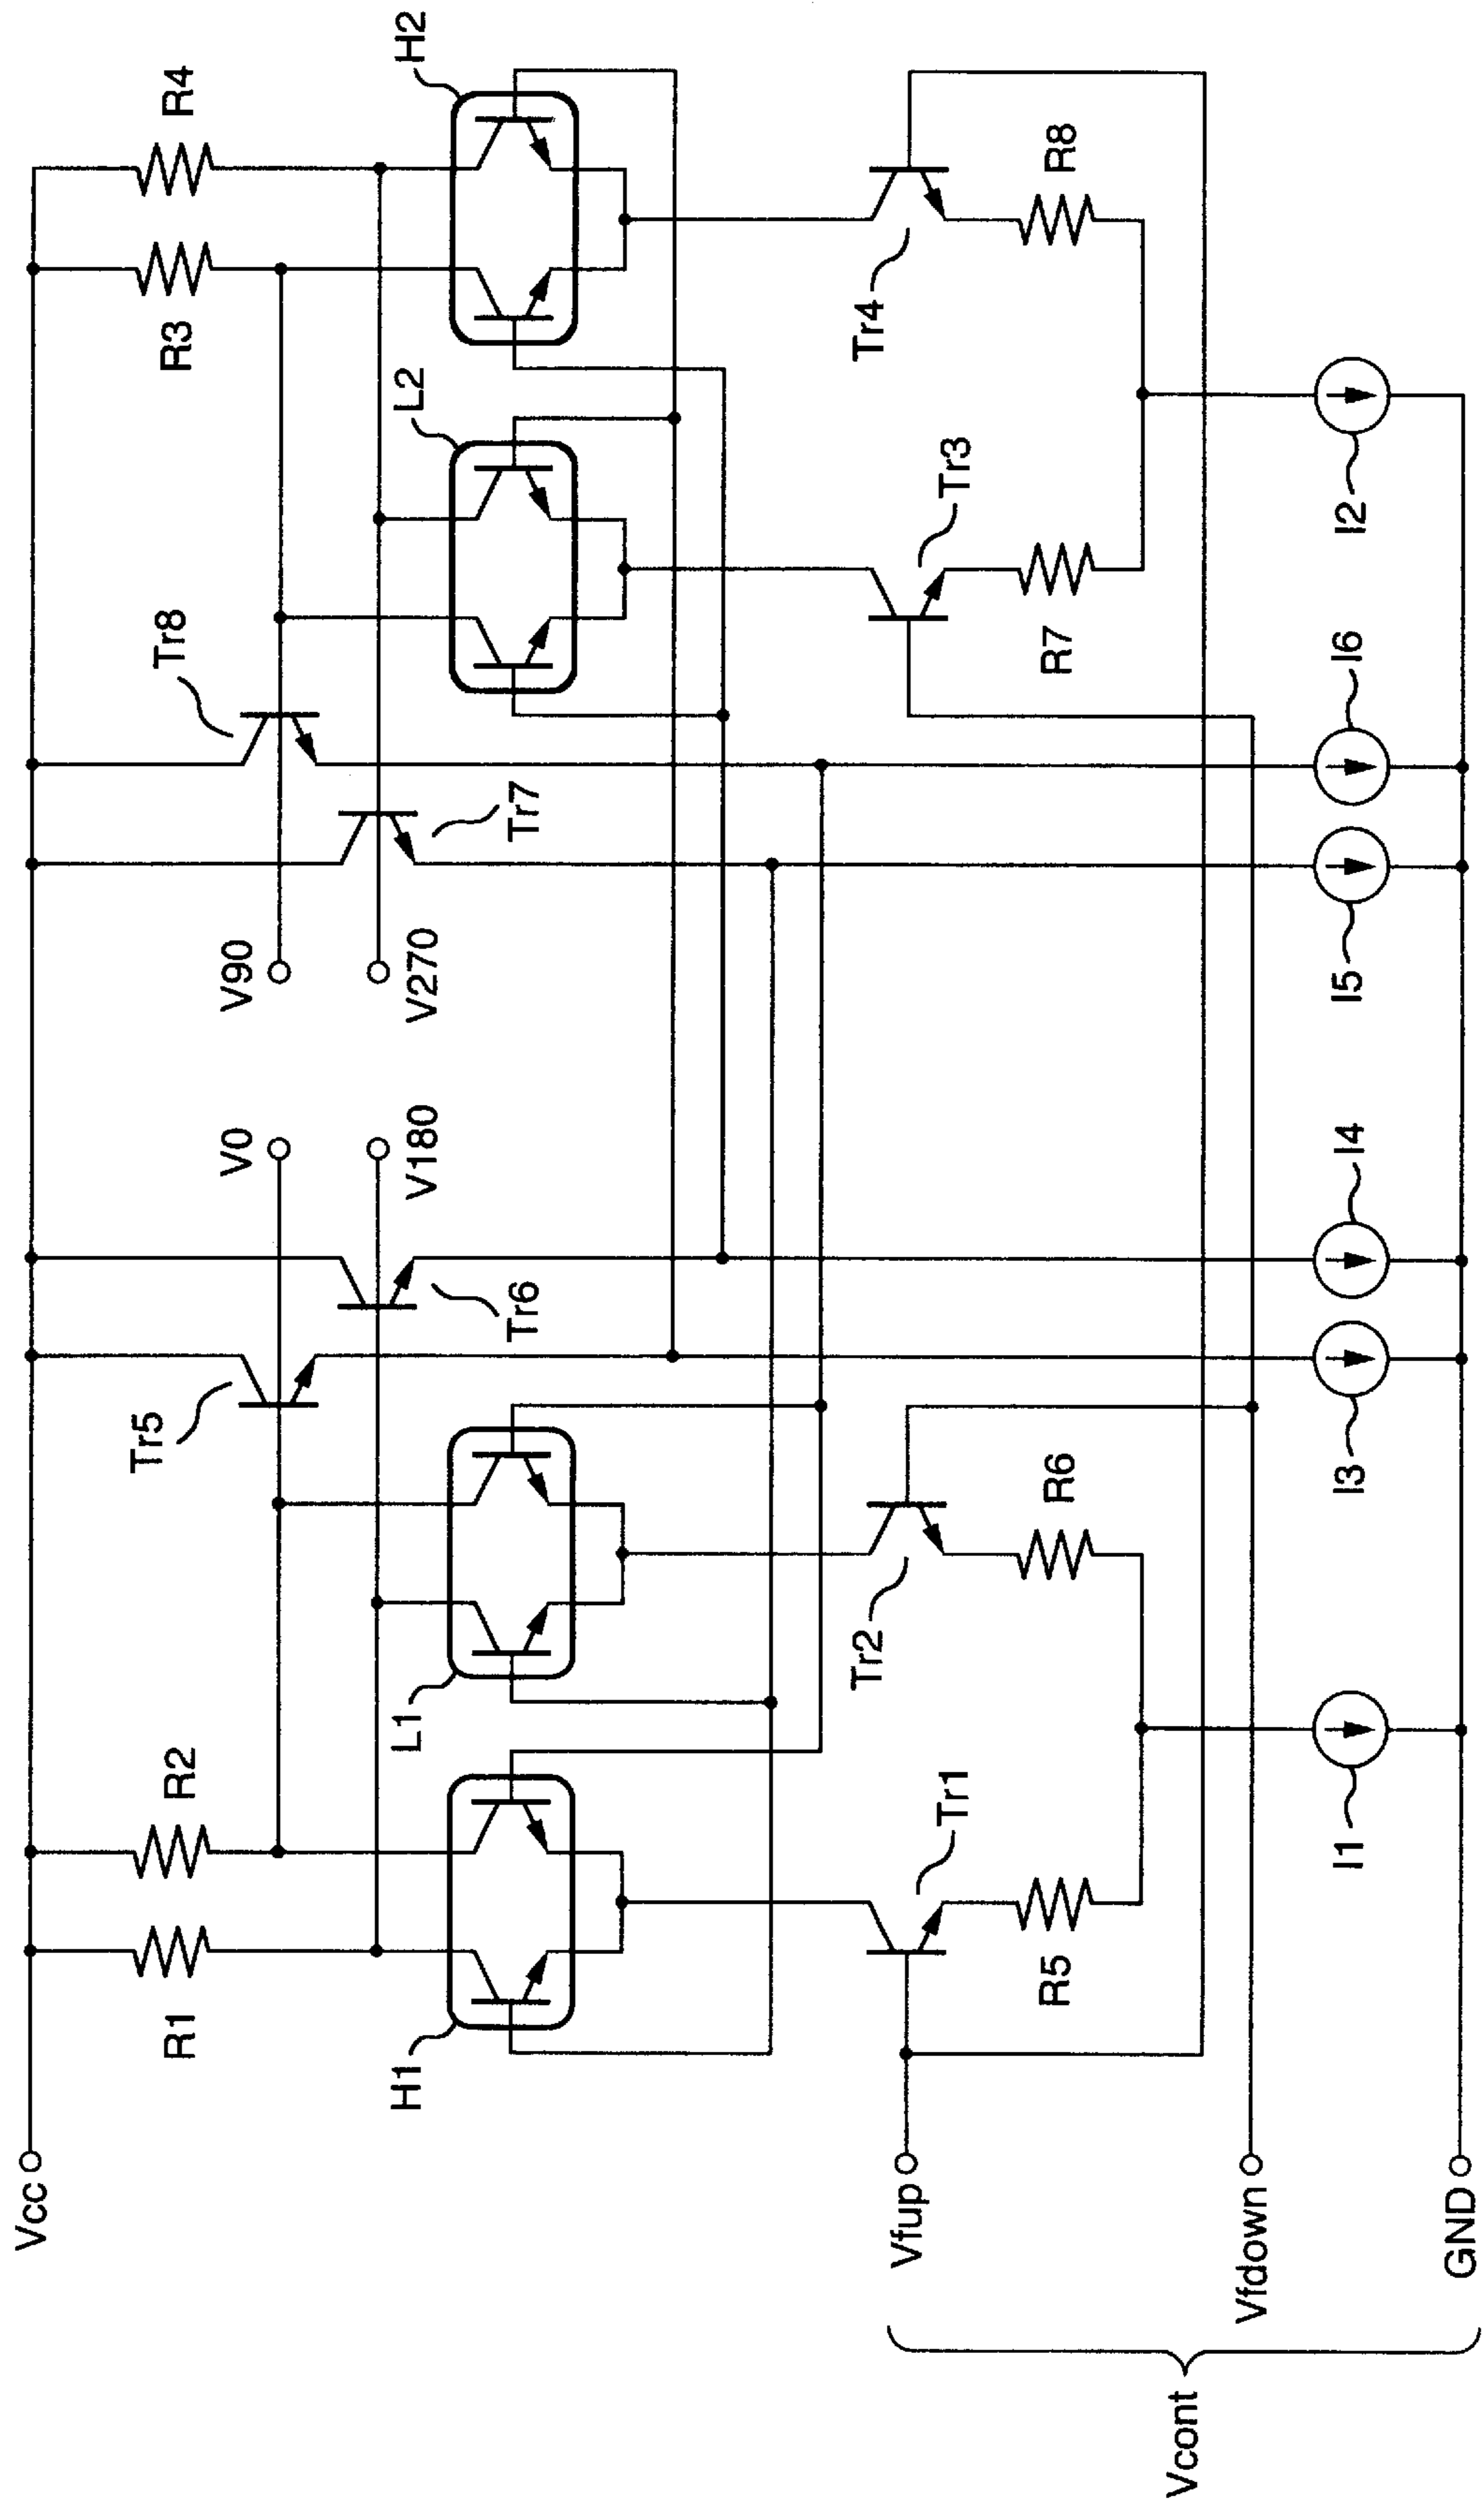 Vcc
R1
R2
R3
R4
Tr5
Tr8
V0
V90
V180
V270
H1
L1
Tr6
Tr7
L2
H2
Vfup
Tr1
Tr2
Tr3
Tr4
R5
R6
R7
R8
Vcont
Vfdown
I1
I3
I4
I5
I6
I2
GND